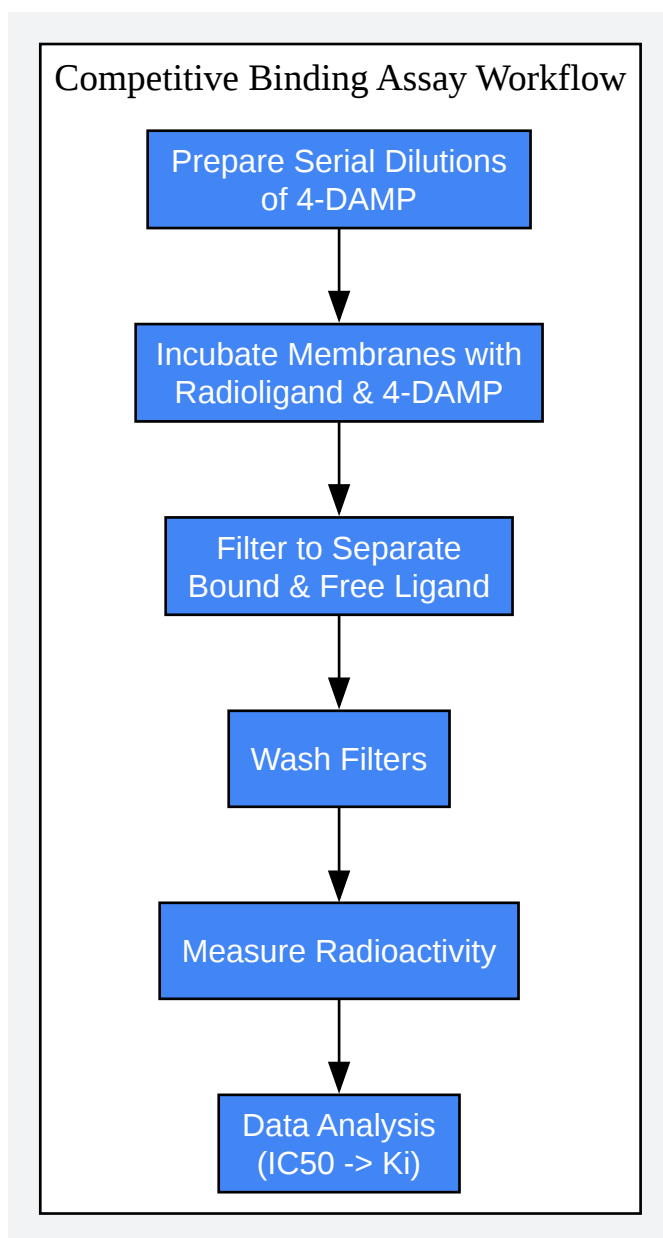 Competitive Binding Assay Workflow
Prepare Serial Dilutions
of 4-DAMP
Incubate Membranes with
Radioligand & 4-DAMP
Filter to Separate
Bound & Free Ligand
Wash Filters
Measure Radioactivity
Data Analysis
(IC50 -> Ki)